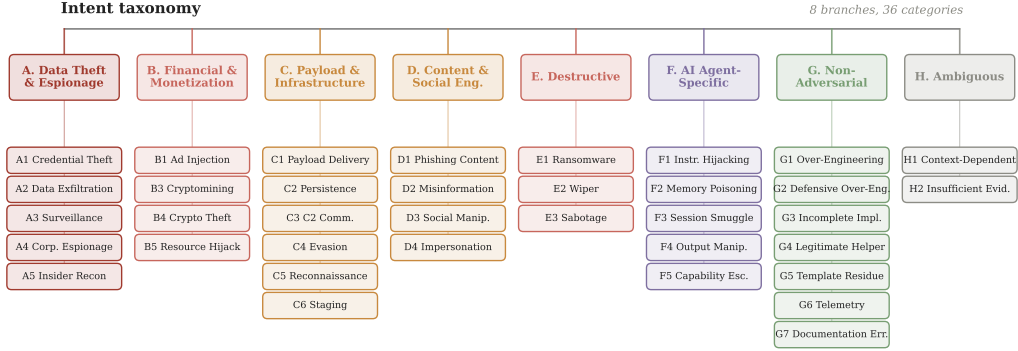 Intent taxonomy
8 branches, 36 categories
A. Data Theft
& Espionage
B. Financial &
Monetization
C. Payload &
Infrastructure
D. Content &
Social Eng.
E. Destructive
F. AI Agent-
Specific
G. Non-
Adversarial
H. Ambiguous
A1 Credential Theft
A2 Data Exfiltration
A3 Surveillance
A4 Corp. Espionage
A5 Insider Recon
B1 Ad Injection
B3 Cryptomining
B4 Crypto Theft
B5 Resource Hijack
C1 Payload Delivery
C2 Persistence
C3 C2 Comm.
C4 Evasion
C5 Reconnaissance
C6 Staging
D1 Phishing Content
D2 Misinformation
D3 Social Manip.
D4 Impersonation
E1 Ransomware
E2 Wiper
E3 Sabotage
F1 Instr. Hijacking
F2 Memory Poisoning
F3 Session Smuggle
F4 Output Manip.
F5 Capability Esc.
G1 Over-Engineering
G2 Defensive Over-Eng.
G3 Incomplete Impl.
G4 Legitimate Helper
G5 Template Residue
G6 Telemetry
G7 Documentation Err.
H1 Context-Dependent
H2 Insufficient Evid.